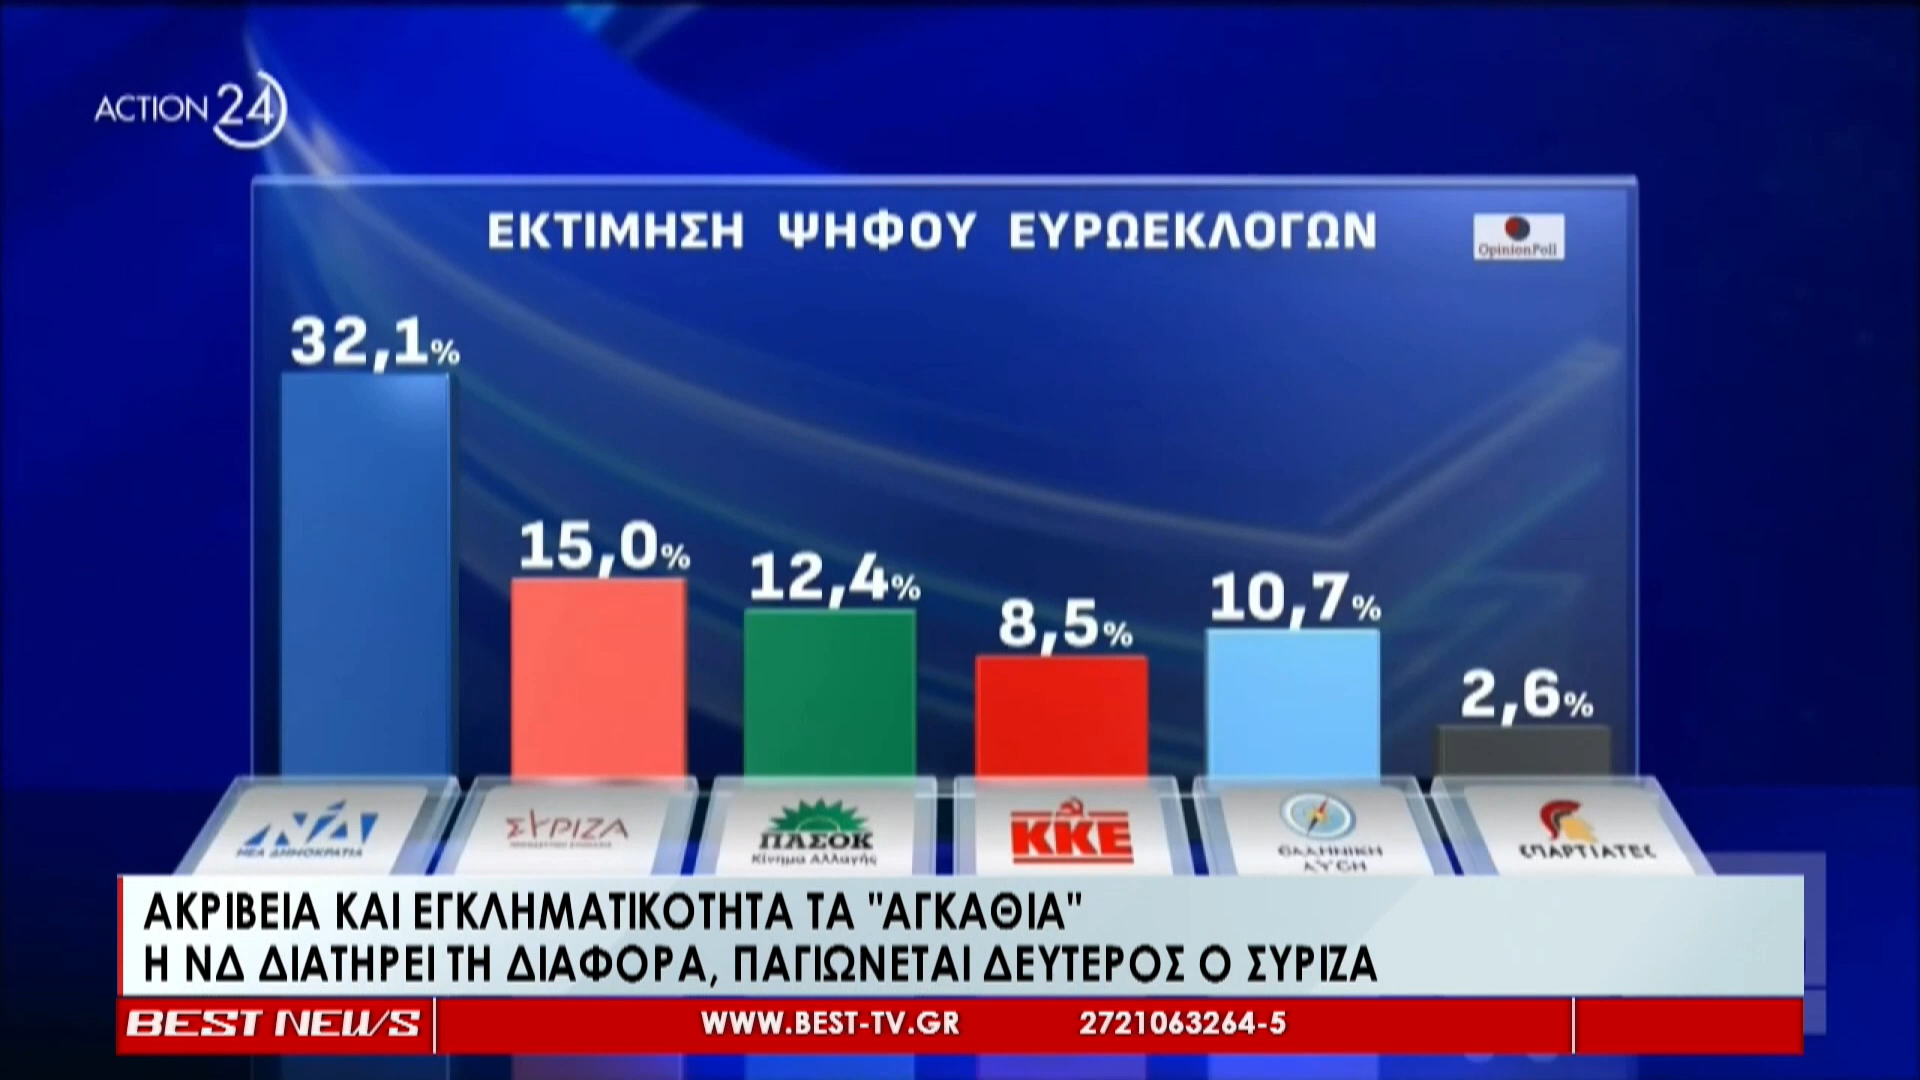 ACTION 24
ΕΚΤΙΜΗΣΗ ΨΗΦΟΥ ΕΥΡΩΕΚΛΟΓΩΝ
OpinionPoll
32,1%
15,0%
12,4%
8,5%
10,7%
2,6%
ΝΔ
ΝΕΑ ΔΗΜΟΚΡΑΤΙΑ
ΣΥΡΙΖΑ
ΠΑΣΟΚ
Κίνημα Αλλαγής
ΚΚΕ
ΕΛΛΗΝΙΚΗ
ΛΥΣΗ
ΣΠΑΡΤΙΑΤΕΣ
ΑΚΡΙΒΕΙΑ ΚΑΙ ΕΓΚΛΗΜΑΤΙΚΟΤΗΤΑ ΤΑ "ΑΓΚΑΘΙΑ"
Η ΝΔ ΔΙΑΤΗΡΕΙ ΤΗ ΔΙΑΦΟΡΑ, ΠΑΓΙΩΝΕΤΑΙ ΔΕΥΤΕΡΟΣ Ο ΣΥΡΙΖΑ
BEST NEWS
WWW.BEST-TV.GR
2721063264-5